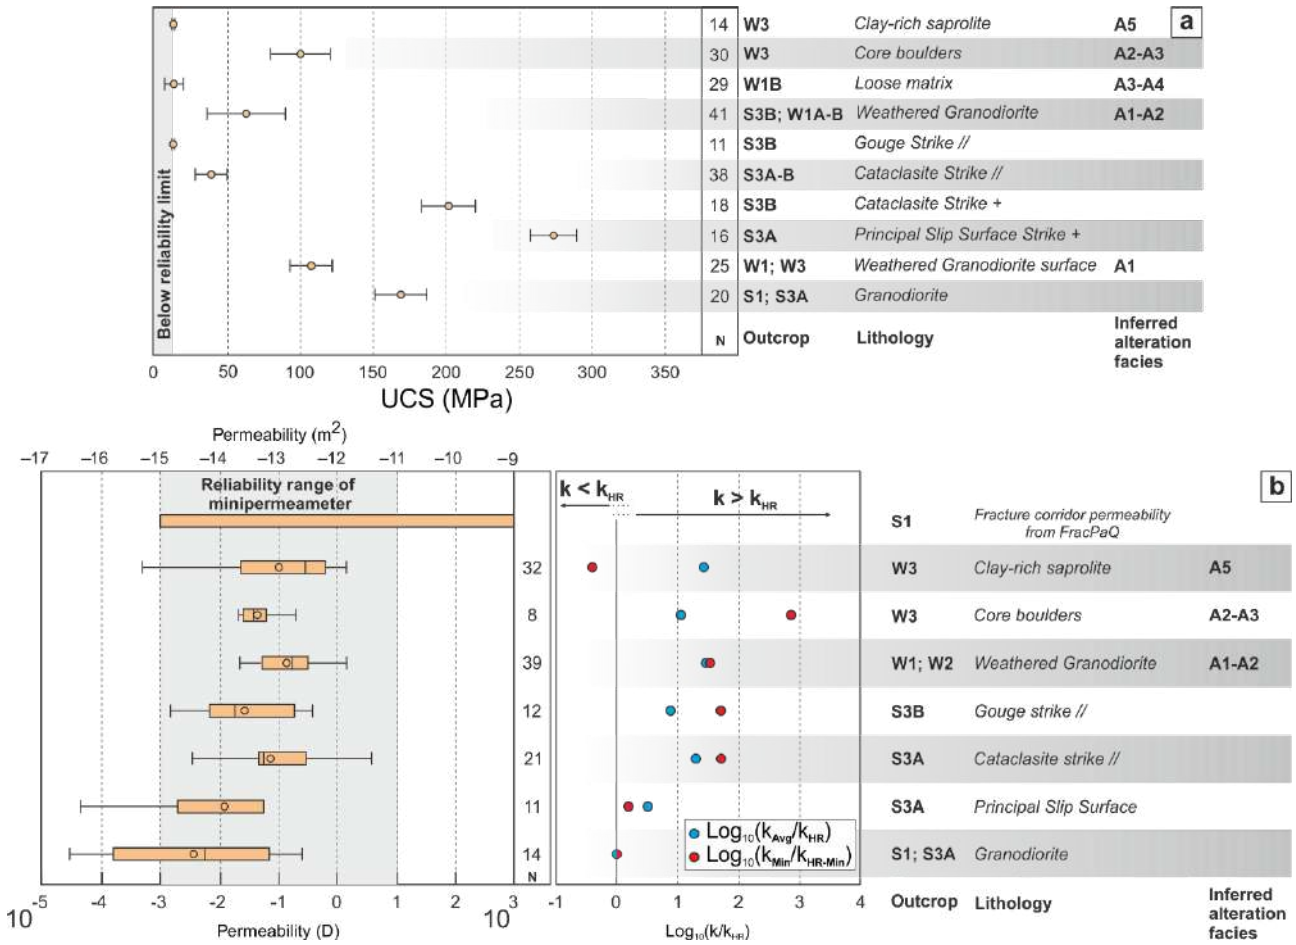 14 W3 Clay-rich saprolite A5 a
30 W3 Core boulders A2-A3
29 W1B Loose matrix A3-A4
41 S3B; W1A-B Weathered Granodiorite A1-A2
11 S3B Gouge Strike //
38 S3A-B Cataclasite Strike //
18 S3B Cataclasite Strike +
16 S3A Principal Slip Surface Strike +
25 W1; W3 Weathered Granodiorite surface A1
20 S1; S3A Granodiorite
Below reliability limit
N Outcrop Lithology Inferred
alteration
facies
0 50 100 150 200 250 300 350
UCS (MPa)
Permeability (m²)
–17 –16 –15 –14 –13 –12 –11 –10 –9
Reliability range of
minipermeameter
k < kHR k > kHR b
S1 Fracture corridor permeability
from FracPaQ
32 W3 Clay-rich saprolite A5
8 W3 Core boulders A2-A3
39 W1; W2 Weathered Granodiorite A1-A2
12 S3B Gouge strike //
21 S3A Cataclasite strike //
11 S3A Principal Slip Surface
Log₁₀(kAvg/kHR)
Log₁₀(kMin/kHR-Min)
14 S1; S3A Granodiorite
N
-5 -4 -3 -2 -1 0 1 2 3
10 10
Permeability (D)
-1 0 1 2 3 4
Log₁₀(k/kHR)
Outcrop Lithology Inferred
alteration
facies